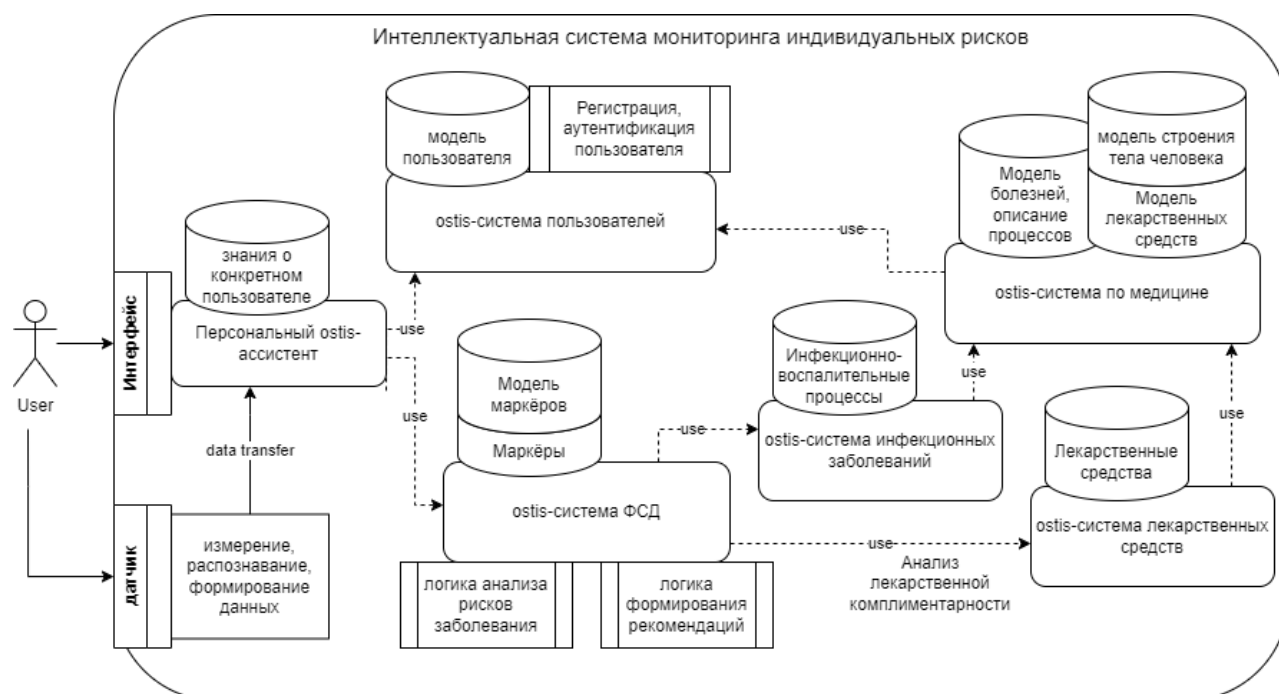 Интеллектуальная система мониторинга индивидуальных рисков
модель
пользователя
Регистрация,
аутентификация
пользователя
ostis-система пользователей
Модель
болезней,
описание
процессов
модель строения
тела человека
Модель
лекарственных
средств
ostis-система по медицине
use
знания о
конкретном
пользователе
Персональный ostis-
ассистент
Интерфейс
User
use
use
data transfer
датчик
измерение,
распознавание,
формирование
данных
Модель
маркёров
Маркёры
ostis-система ФСД
логика анализа
рисков
заболевания
логика
формирования
рекомендаций
use
Инфекционно-
воспалительные
процессы
ostis-система инфекционных
заболеваний
use
use
Анализ
лекарственной
комплиментарности
Лекарственные
средства
ostis-система лекарственных
средств
use